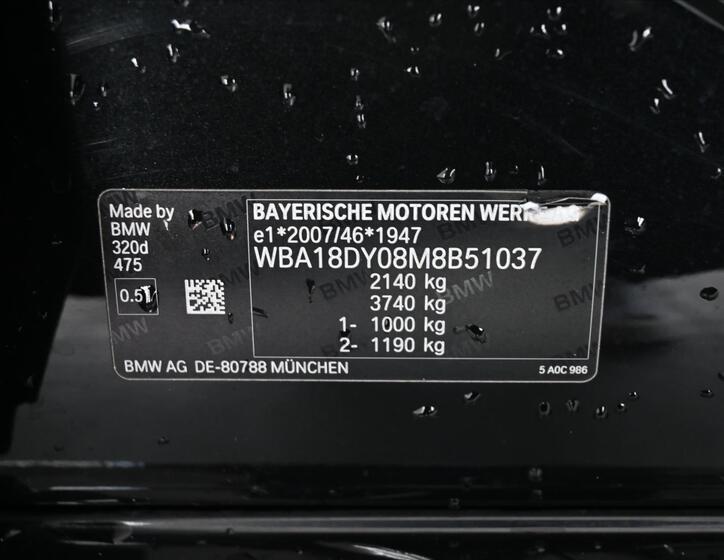 Made by
BMW
320d
475
0.51
BAYERISCHE MOTOREN
e1*2007/46*1947
WBA18DY08M8B51037
2140 kg
3740 kg
1- 1000 kg
2- 1190 kg
BMW AG DE-80788 MÜNCHEN
5 A0C 986